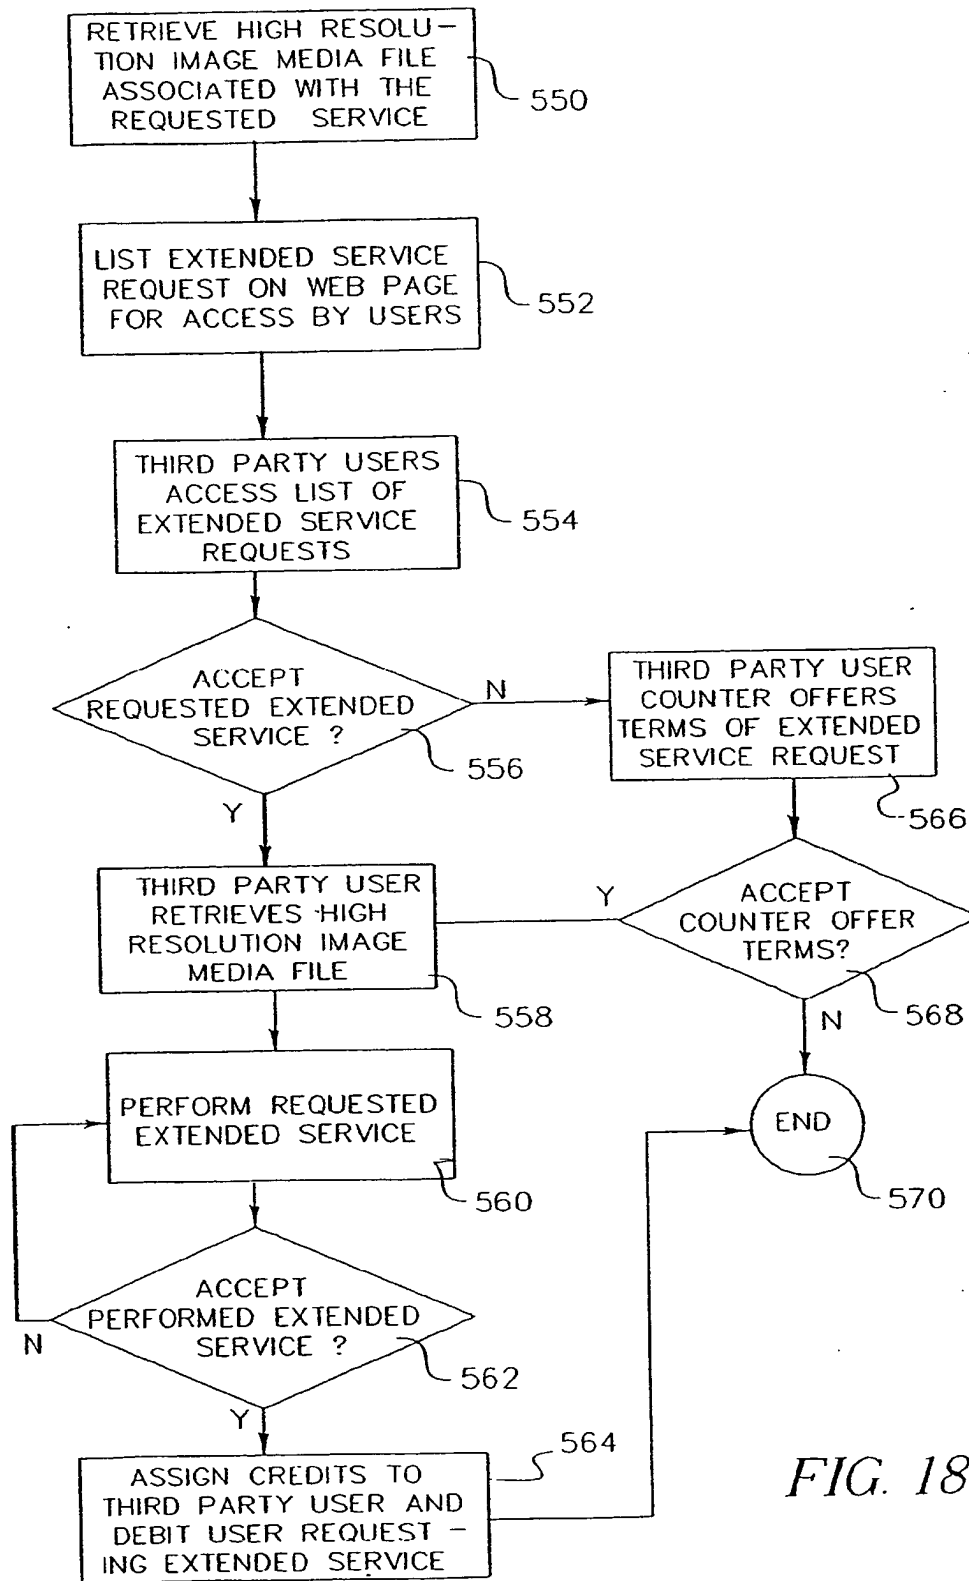 RETRIEVE HIGH RESOLU-
TION IMAGE MEDIA FILE
ASSOCIATED WITH THE
REQUESTED SERVICE
550
LIST EXTENDED SERVICE
REQUEST ON WEB PAGE
FOR ACCESS BY USERS
552
THIRD PARTY USERS
ACCESS LIST OF
EXTENDED SERVICE
REQUESTS
554
ACCEPT
REQUESTED EXTENDED
SERVICE ?
556
N
Y
THIRD PARTY USER
COUNTER OFFERS
TERMS OF EXTENDED
SERVICE REQUEST
566
THIRD PARTY USER
RETRIEVES HIGH
RESOLUTION IMAGE
MEDIA FILE
558
Y
ACCEPT
COUNTER OFFER
TERMS?
568
N
PERFORM REQUESTED
EXTENDED SERVICE
560
END
570
ACCEPT
PERFORMED EXTENDED
SERVICE ?
562
N
Y
ASSIGN CREDITS TO
THIRD PARTY USER AND
DEBIT USER REQUEST -
ING EXTENDED SERVICE
564
FIG. 18